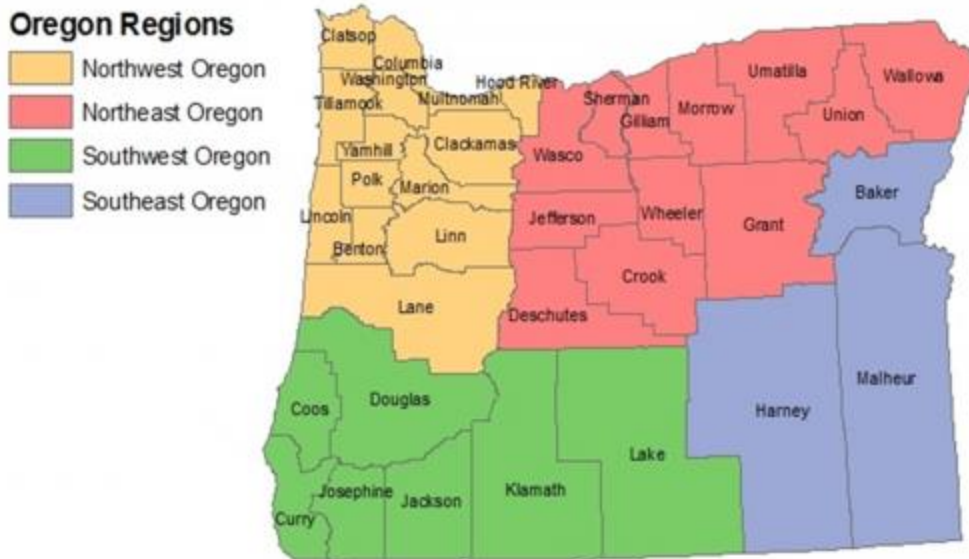 Oregon Regions
Northwest Oregon
Northeast Oregon
Southwest Oregon
Southeast Oregon
Clatsop
Columbia
Washington
Tillamook
Multnomah
Hood River
Yamhill
Clackamas
Polk
Marion
Lincoln
Benton
Linn
Lane
Sherman
Gilliam
Morrow
Umatilla
Wallowa
Union
Wasco
Jefferson
Wheeler
Grant
Crook
Deschutes
Baker
Coos
Douglas
Curry
Josephine
Jackson
Klamath
Lake
Harney
Malheur